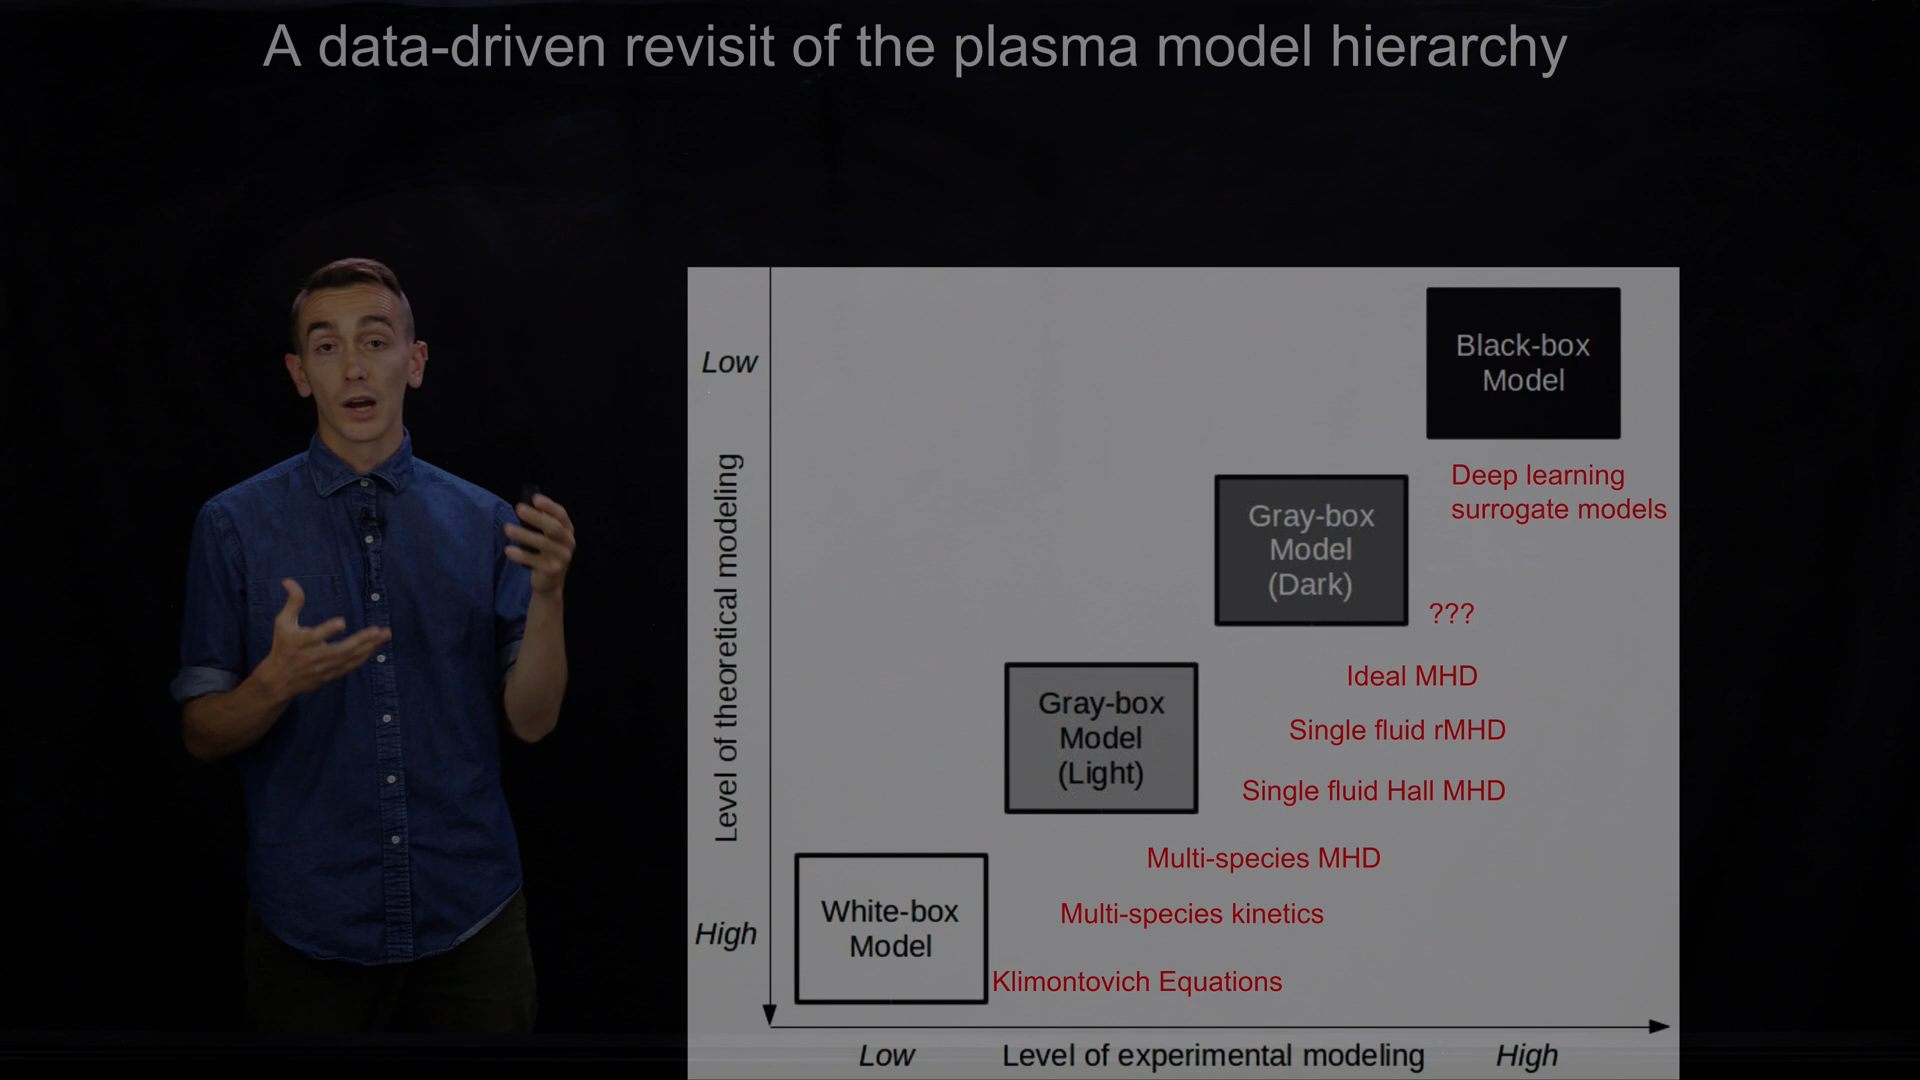 A data-driven revisit of the plasma model hierarchy
Low
Level of theoretical modeling
High
Black-box
Model
Deep learning
surrogate models
Gray-box
Model
(Dark)
???
Ideal MHD
Gray-box
Model
(Light)
Single fluid rMHD
Single fluid Hall MHD
Multi-species MHD
White-box
Model
Multi-species kinetics
Klimontovich Equations
Low
Level of experimental modeling
High